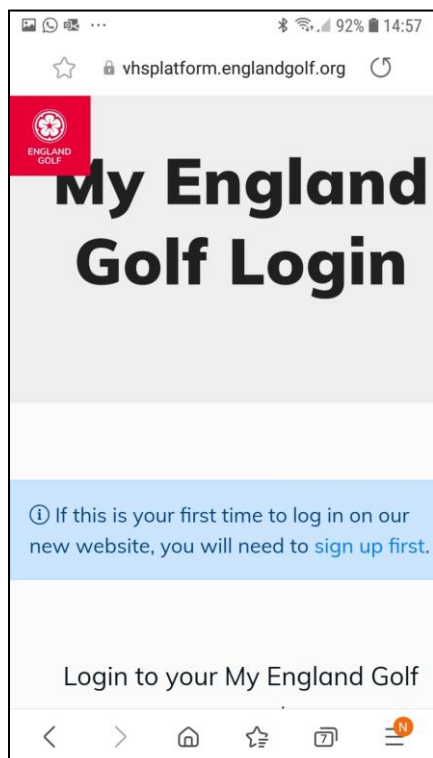 92% 14:57
vhsplatform.englandgolf.org
ENGLAND
GOLF
My England
Golf Login
If this is your first time to log in on our
new website, you will need to sign up first.
Login to your My England Golf
7
N